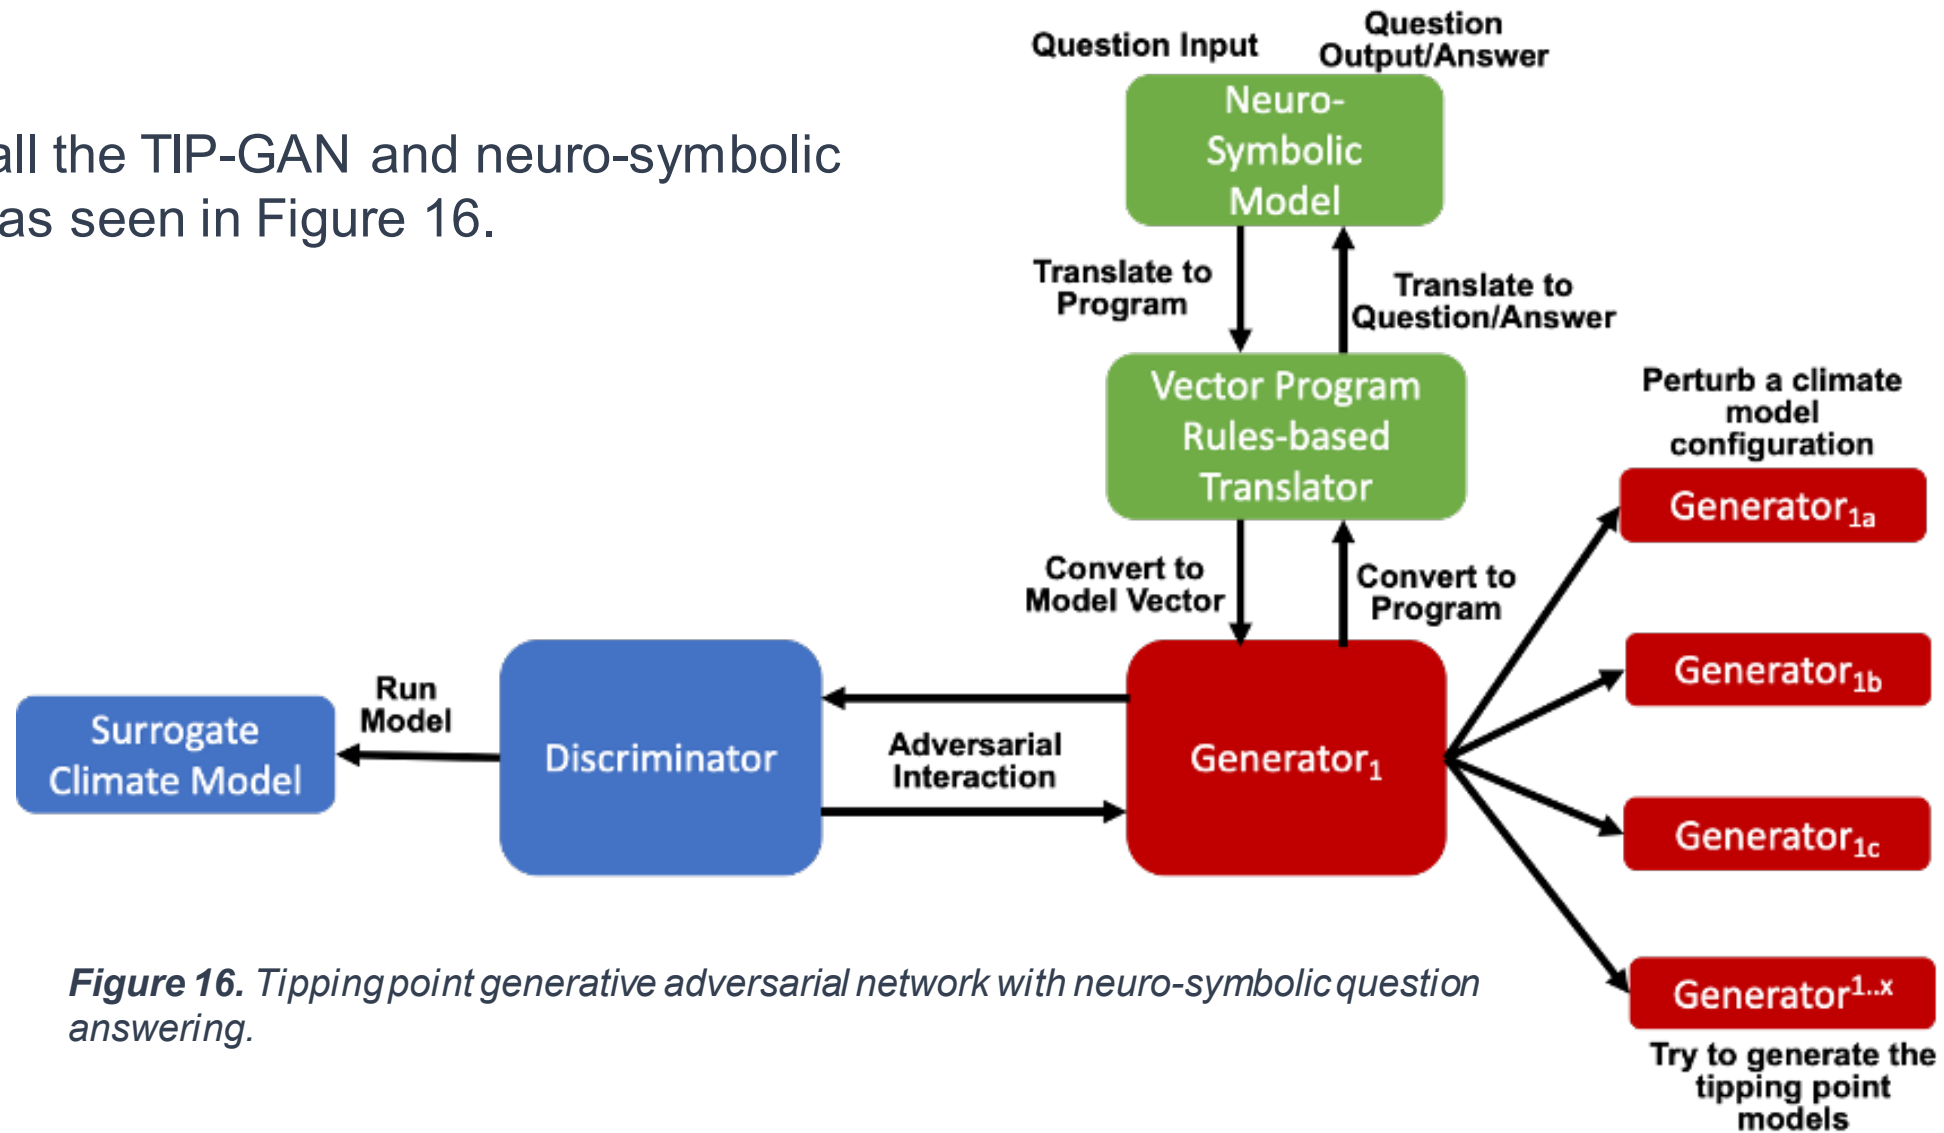 all the TIP-GAN and neuro-symbolic
as seen in Figure 16.
Question Input
Question
Output/Answer
Neuro-
Symbolic
Model
Translate to
Program
Translate to
Question/Answer
Vector Program
Rules-based
Translator
Convert to
Model Vector
Convert to
Program
Perturb a climate
model
configuration
Generator1a
Generator1b
Generator1c
Generator1..x
Try to generate the
tipping point
models
Surrogate
Climate Model
Run
Model
Discriminator
Adversarial
Interaction
Generator1
Figure 16. Tipping point generative adversarial network with neuro-symbolic question
answering.